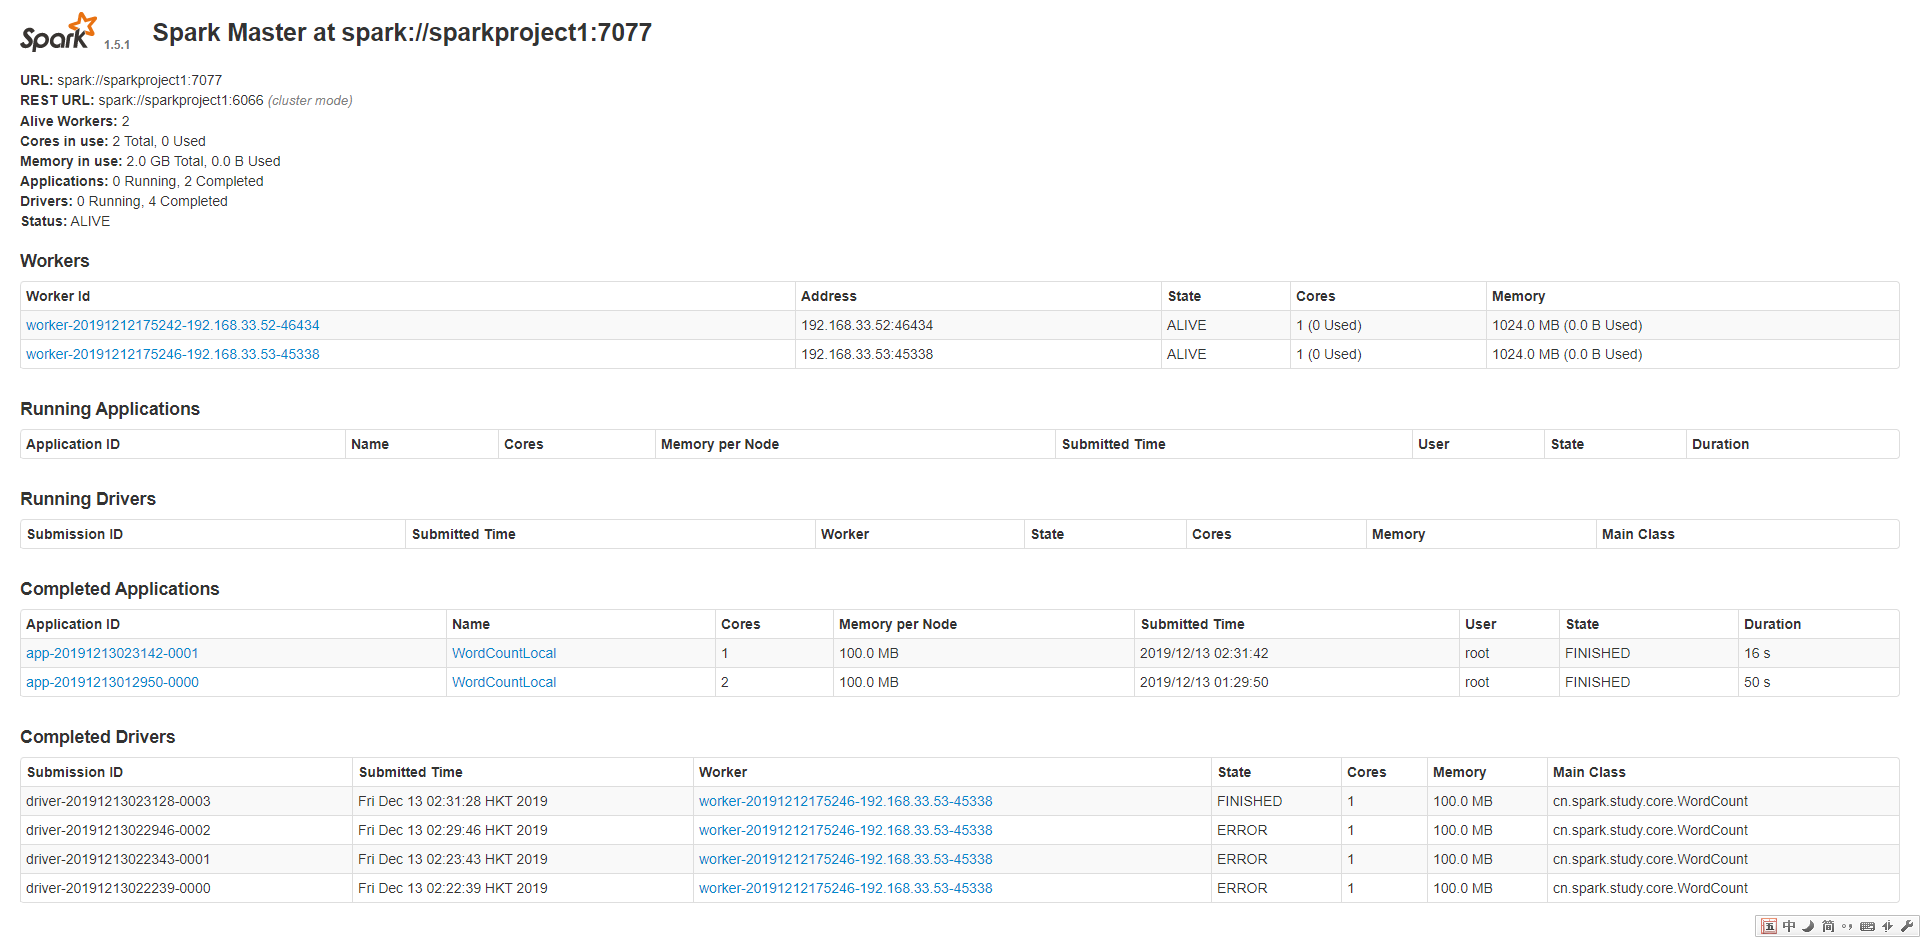 Spark 1.5.1 Spark Master at spark://sparkproject1:7077
URL: spark://sparkproject1:7077
REST URL: spark://sparkproject1:6066 (cluster mode)
Alive Workers: 2
Cores in use: 2 Total, 0 Used
Memory in use: 2.0 GB Total, 0.0 B Used
Applications: 0 Running, 2 Completed
Drivers: 0 Running, 4 Completed
Status: ALIVE
Workers
Worker Id Address State Cores Memory
worker-20191212175242-192.168.33.52-46434 192.168.33.52:46434 ALIVE 1 (0 Used) 1024.0 MB (0.0 B Used)
worker-20191212175246-192.168.33.53-45338 192.168.33.53:45338 ALIVE 1 (0 Used) 1024.0 MB (0.0 B Used)
Running Applications
Application ID Name Cores Memory per Node Submitted Time User State Duration
Running Drivers
Submission ID Submitted Time Worker State Cores Memory Main Class
Completed Applications
Application ID Name Cores Memory per Node Submitted Time User State Duration
app-20191213023142-0001 WordCountLocal 1 100.0 MB 2019/12/13 02:31:42 root FINISHED 16 s
app-20191213012950-0000 WordCountLocal 2 100.0 MB 2019/12/13 01:29:50 root FINISHED 50 s
Completed Drivers
Submission ID Submitted Time Worker State Cores Memory Main Class
driver-20191213023128-0003 Fri Dec 13 02:31:28 HKT 2019 worker-20191212175246-192.168.33.53-45338 FINISHED 1 100.0 MB cn.spark.study.core.WordCount
driver-20191213022946-0002 Fri Dec 13 02:29:46 HKT 2019 worker-20191212175246-192.168.33.53-45338 ERROR 1 100.0 MB cn.spark.study.core.WordCount
driver-20191213022343-0001 Fri Dec 13 02:23:43 HKT 2019 worker-20191212175246-192.168.33.53-45338 ERROR 1 100.0 MB cn.spark.study.core.WordCount
driver-20191213022239-0000 Fri Dec 13 02:22:39 HKT 2019 worker-20191212175246-192.168.33.53-45338 ERROR 1 100.0 MB cn.spark.study.core.WordCount
五 中 简